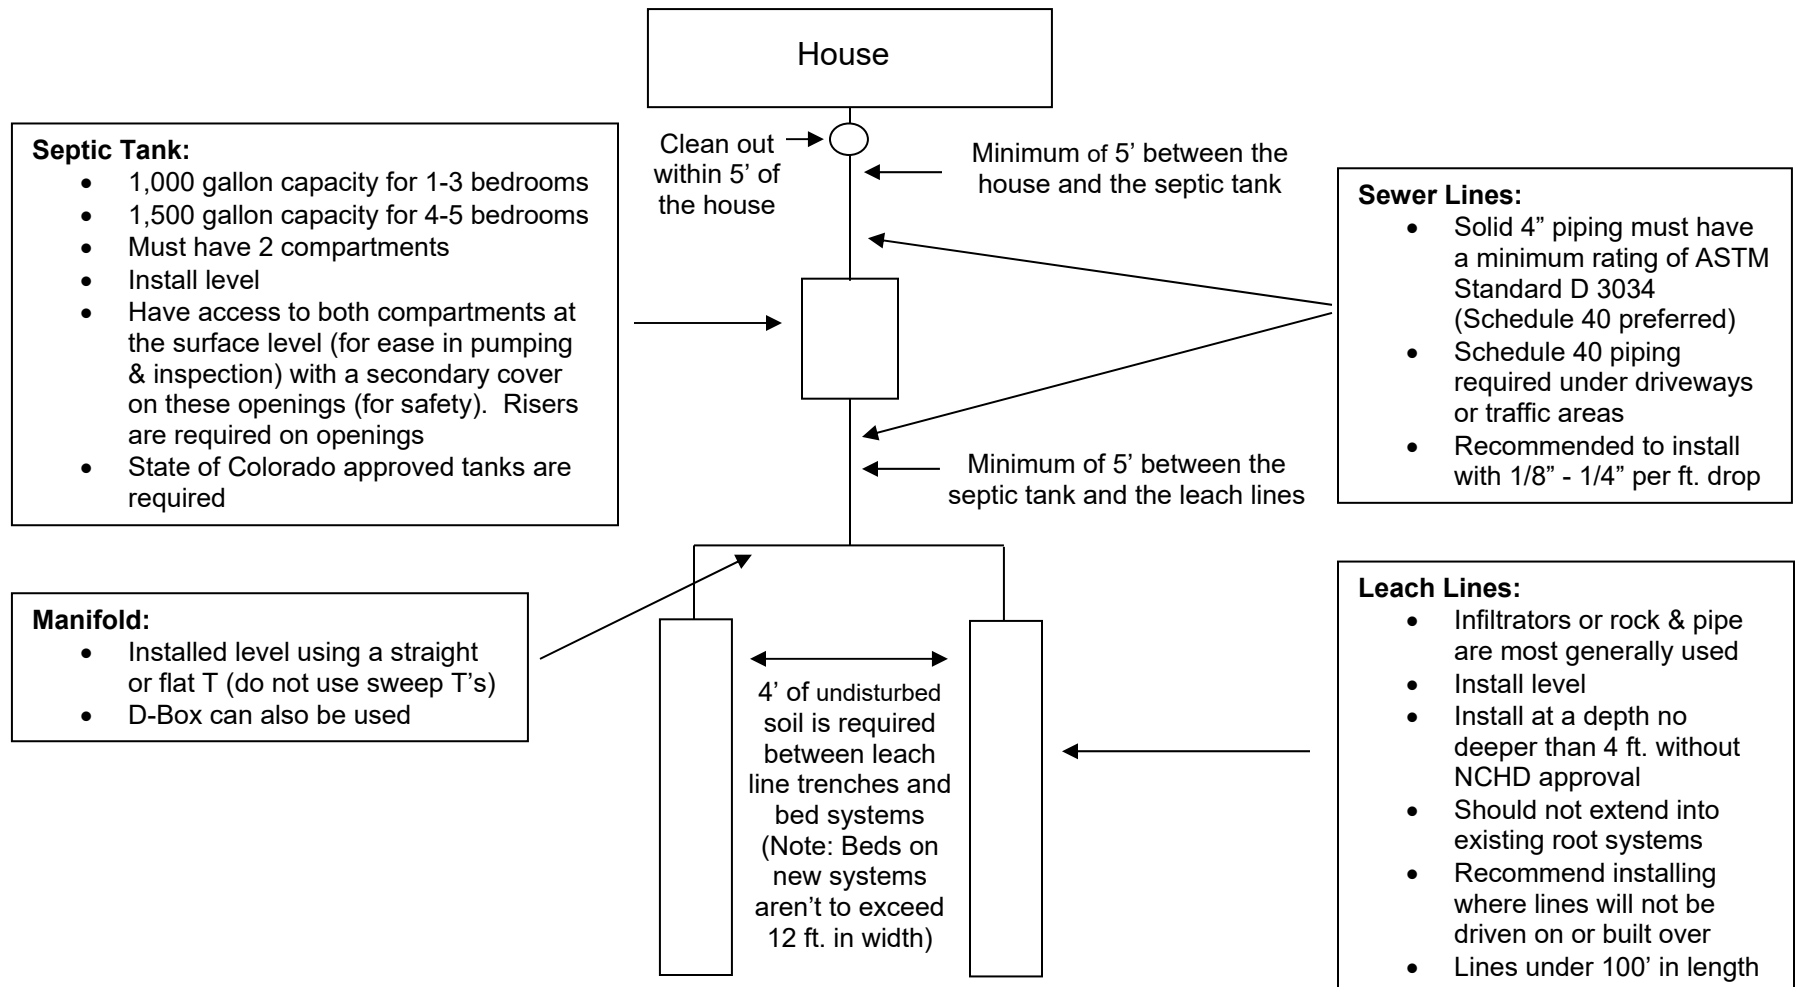 House
Clean out
within 5’ of
the house
Minimum of 5’ between the
house and the septic tank
Septic Tank:
• 1,000 gallon capacity for 1-3 bedrooms
• 1,500 gallon capacity for 4-5 bedrooms
• Must have 2 compartments
• Install level
• Have access to both compartments at
the surface level (for ease in pumping
& inspection) with a secondary cover
on these openings (for safety). Risers
are required on openings
• State of Colorado approved tanks are
required
Sewer Lines:
• Solid 4” piping must have
a minimum rating of ASTM
Standard D 3034
(Schedule 40 preferred)
• Schedule 40 piping
required under driveways
or traffic areas
• Recommended to install
with 1/8” - 1/4” per ft. drop
Minimum of 5’ between the
septic tank and the leach lines
Manifold:
• Installed level using a straight
or flat T (do not use sweep T’s)
• D-Box can also be used
4’ of undisturbed
soil is required
between leach
line trenches and
bed systems
(Note: Beds on
new systems
aren’t to exceed
12 ft. in width)
Leach Lines:
• Infiltrators or rock & pipe
are most generally used
• Install level
• Install at a depth no
deeper than 4 ft. without
NCHD approval
• Should not extend into
existing root systems
• Recommend installing
where lines will not be
driven on or built over
• Lines under 100’ in length